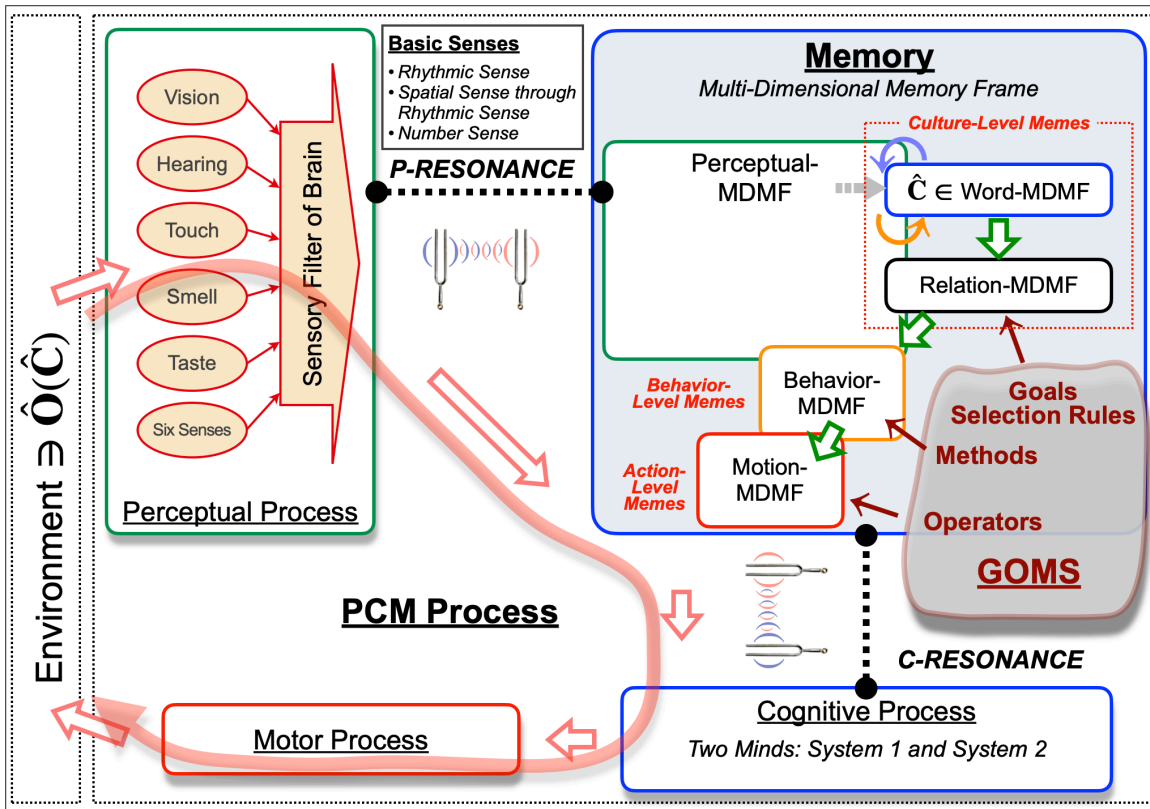 Environment ∋ Ô(Ĉ)
Vision
Hearing
Touch
Smell
Taste
Six Senses
Sensory Filter of Brain
Perceptual Process
Basic Senses
• Rhythmic Sense
• Spatial Sense through
Rhythmic Sense
• Number Sense
P-RESONANCE
Memory
Multi-Dimensional Memory Frame
Culture-Level Memes
Perceptual-
MDMF
Ĉ ∈ Word-MDMF
Relation-MDMF
Behavior-
Level Memes
Behavior-
MDMF
Action-
Level
Memes
Motion-
MDMF
Goals
Selection Rules
Methods
Operators
GOMS
PCM Process
C-RESONANCE
Motor Process
Cognitive Process
Two Minds: System 1 and System 2